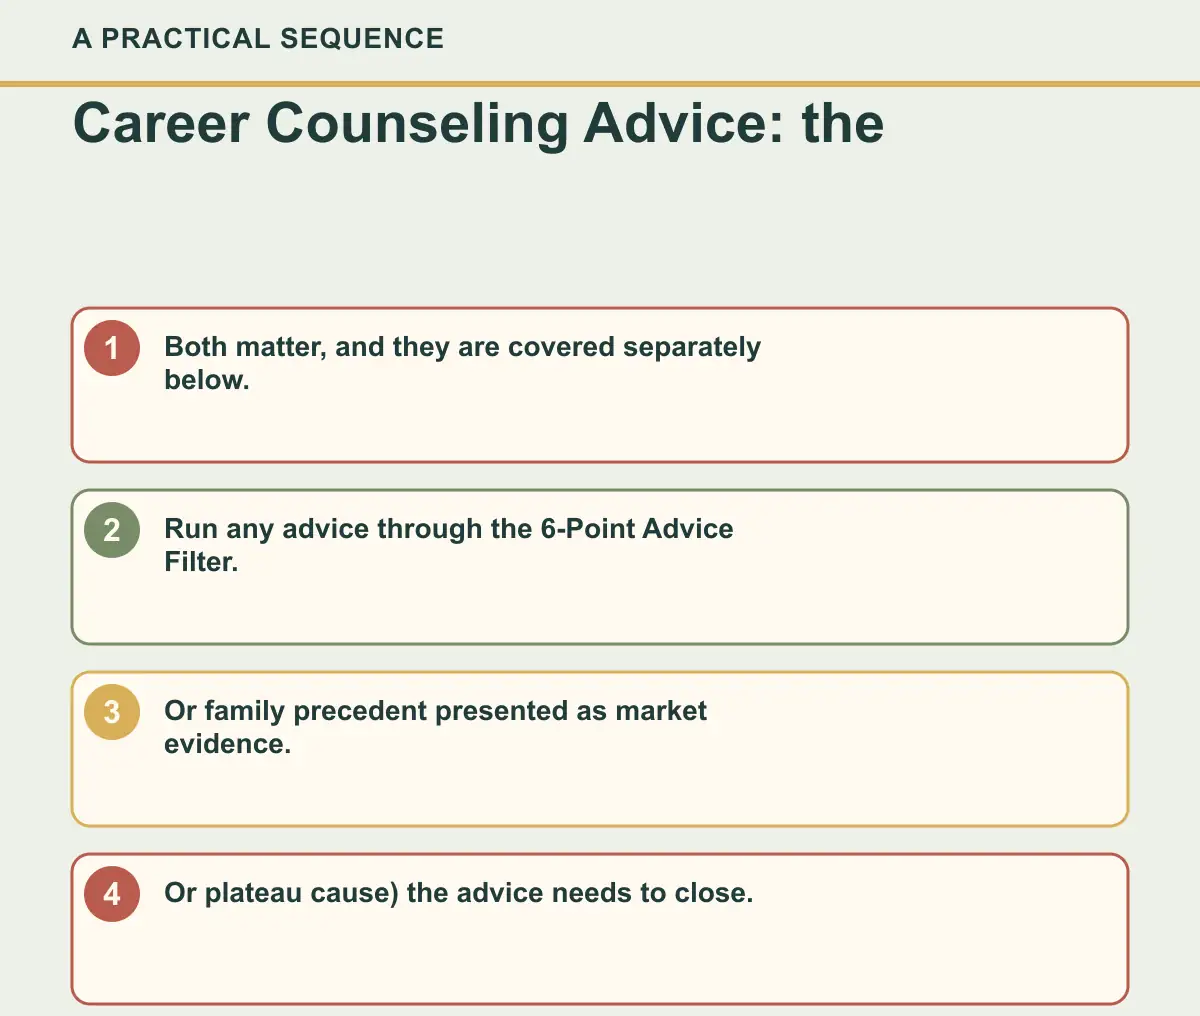 A PRACTICAL SEQUENCE
Career Counseling Advice: the
1
Both matter, and they are covered separately
below.
2
Run any advice through the 6-Point Advice
Filter.
3
Or family precedent presented as market
evidence.
4
Or plateau cause) the advice needs to close.